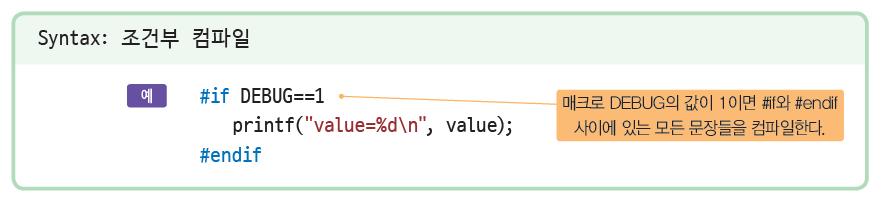 Syntax: 조건부 컴파일
예
#if DEBUG==1
printf("value=%d\n", value);
#endif
매크로 DEBUG의 값이 1이면 #if와 #endif
사이에 있는 모든 문장들을 컴파일한다.